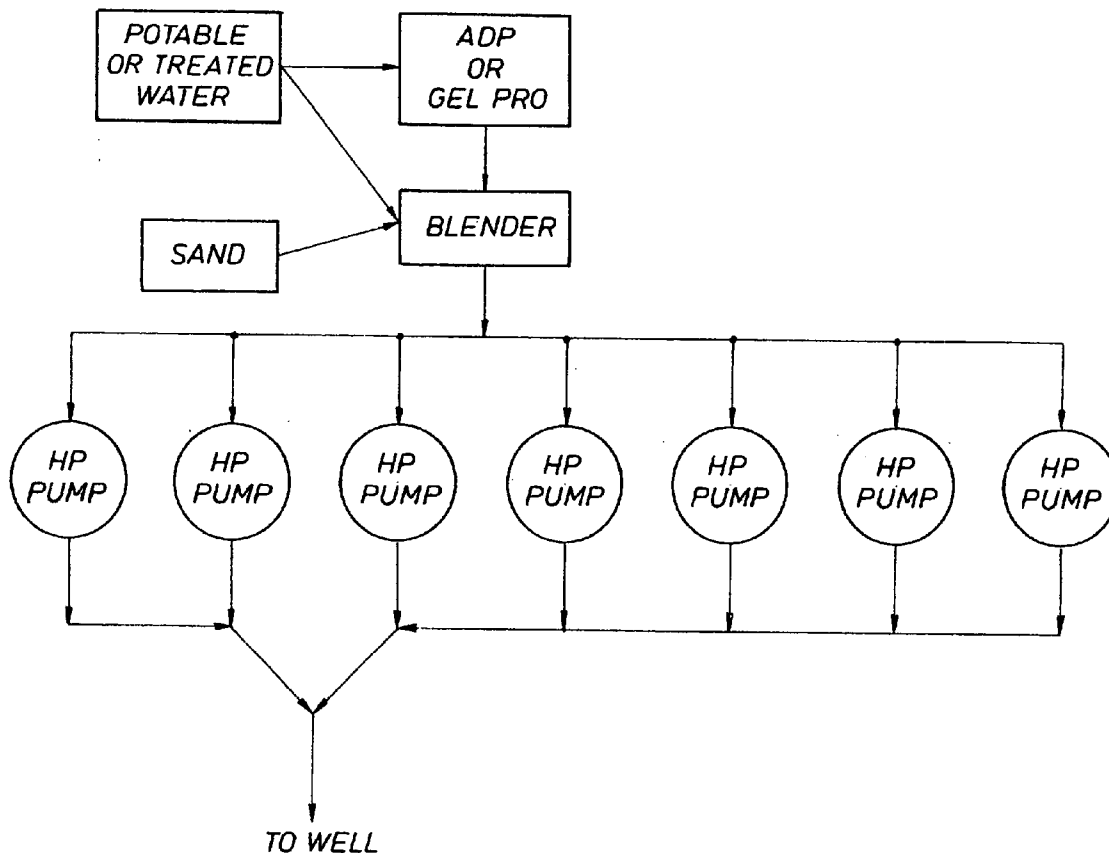 POTABLE
OR TREATED
WATER
ADP
OR
GEL PRO
SAND
BLENDER
HP
PUMP
HP
PUMP
HP
PUMP
HP
PUMP
HP
PUMP
HP
PUMP
HP
PUMP
TO WELL